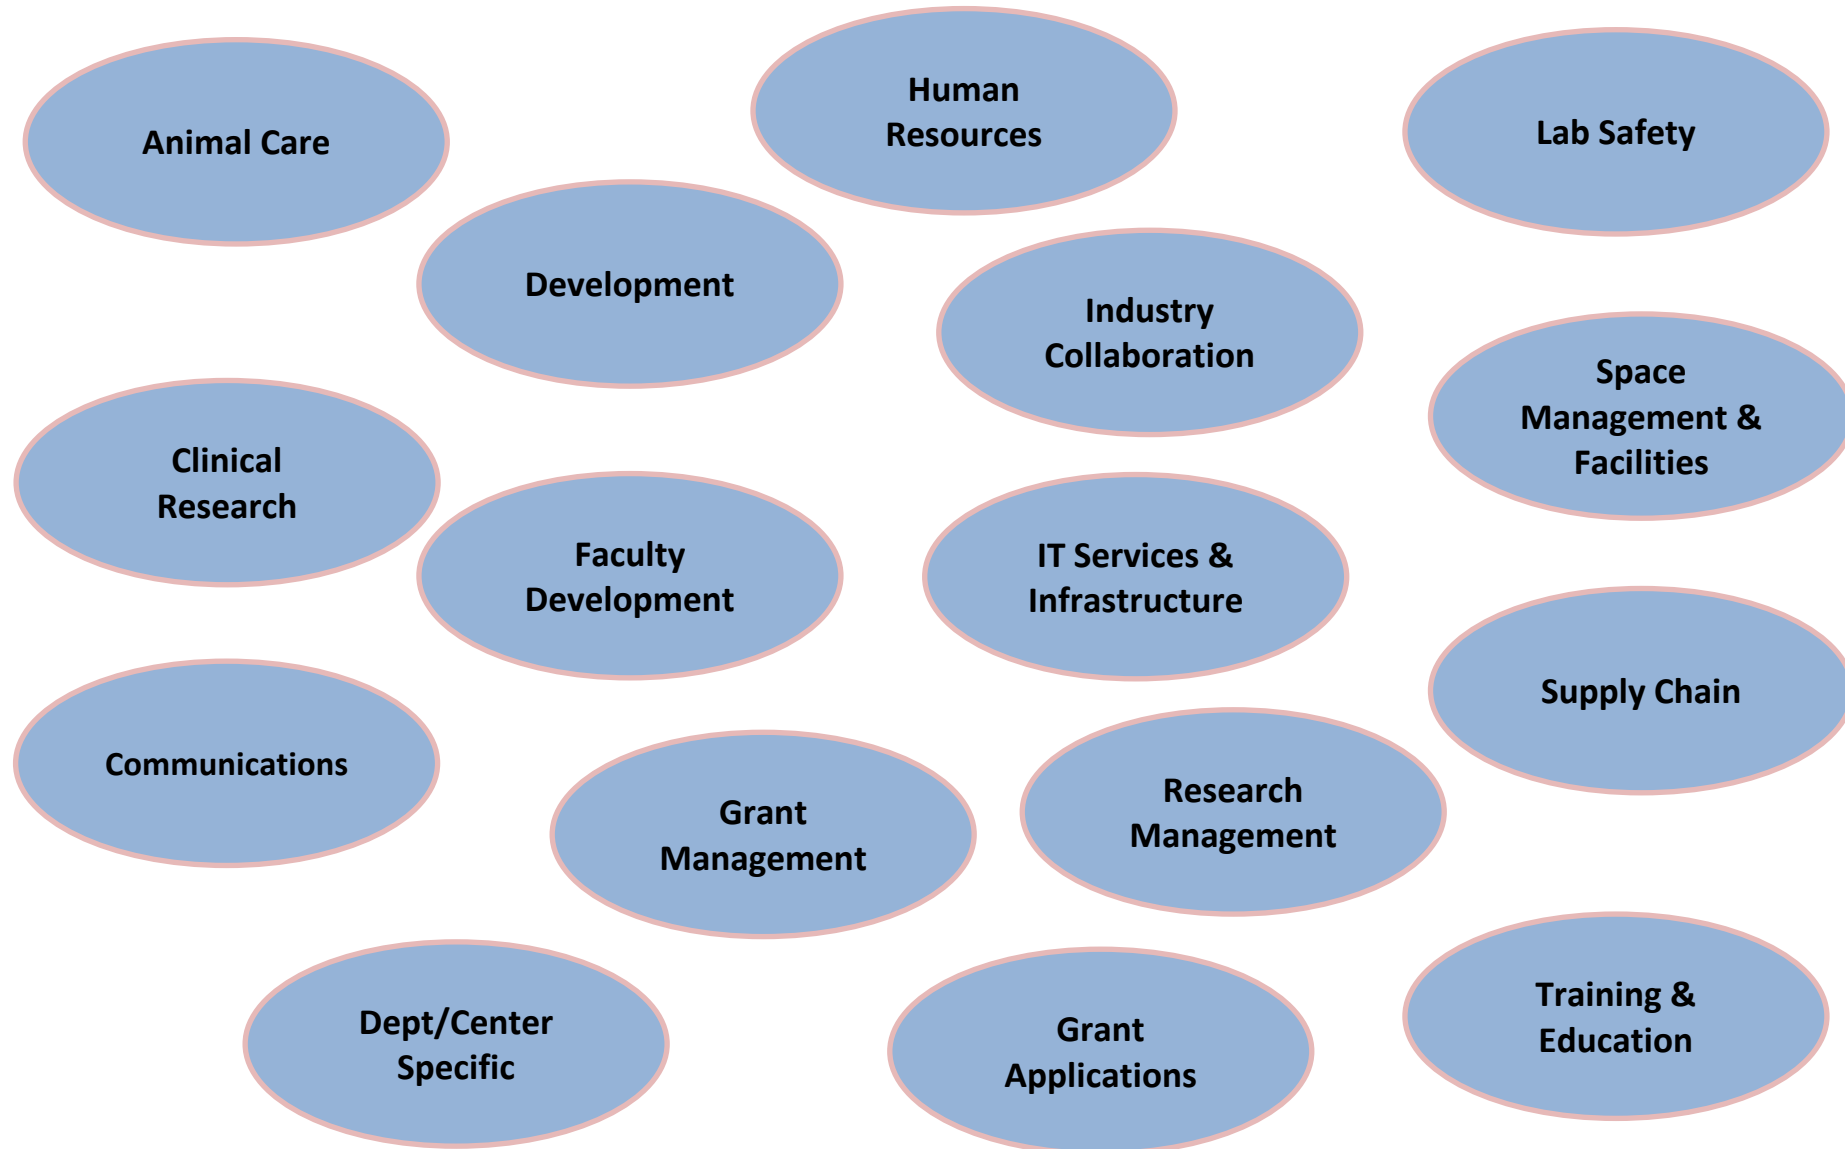 Human
Resources
Animal Care
Lab Safety
Development
Industry
Collaboration
Space
Management &
Facilities
Clinical
Research
Faculty
Development
IT Services &
Infrastructure
Supply Chain
Communications
Grant
Management
Research
Management
Dept/Center
Specific
Grant
Applications
Training &
Education